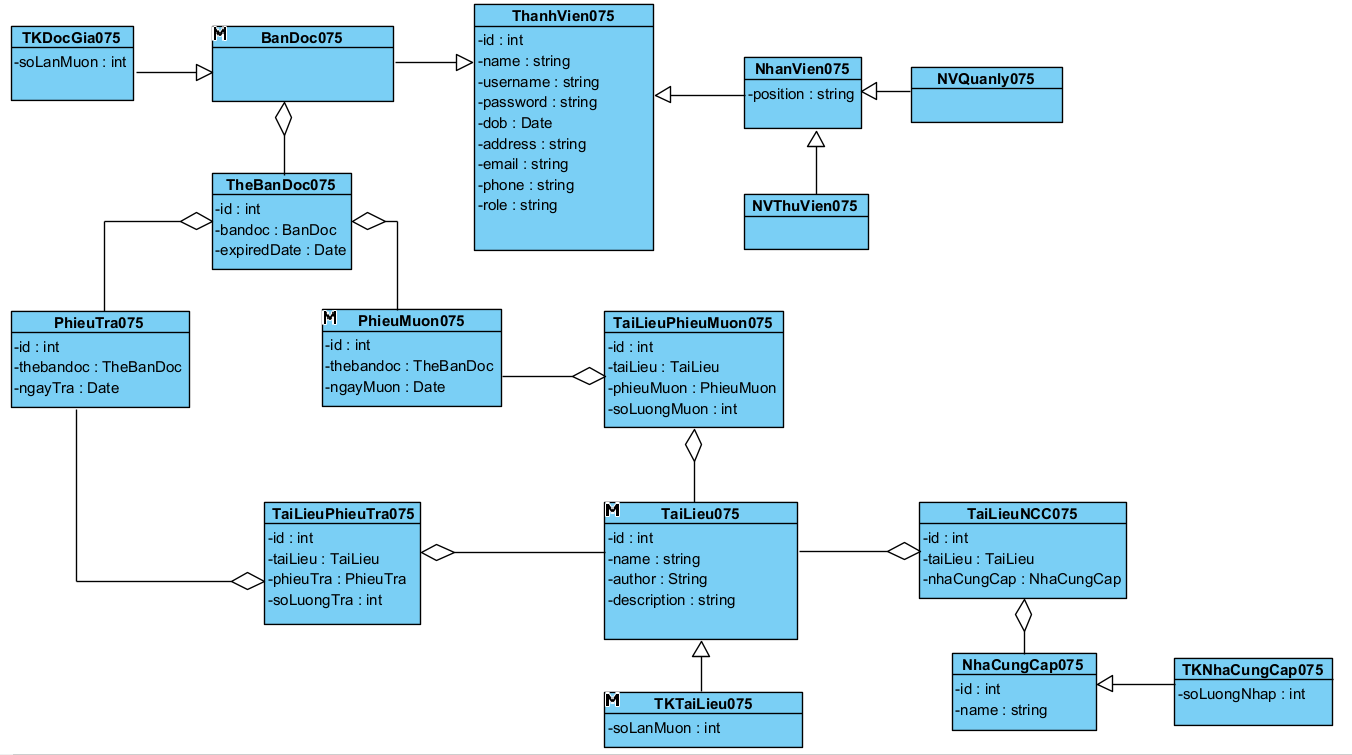 TKDocGia075
-soLanMuon : int
M
BanDoc075
ThanhVien075
-id : int
-name : string
-username : string
-password : string
-dob : Date
-address : string
-email : string
-phone : string
-role : string
NhanVien075
-position : string
NVQuanly075
NVThuVien075
TheBanDoc075
-id : int
-bandoc : BanDoc
-expiredDate : Date
PhieuTra075
-id : int
-thebandoc : TheBanDoc
-ngayTra : Date
M
PhieuMuon075
-id : int
-thebandoc : TheBanDoc
-ngayMuon : Date
TaiLieuPhieuMuon075
-id : int
-taiLieu : TaiLieu
-phieuMuon : PhieuMuon
-soLuongMuon : int
TaiLieuPhieuTra075
-id : int
-taiLieu : TaiLieu
-phieuTra : PhieuTra
-soLuongTra : int
M
TaiLieu075
-id : int
-name : string
-author : String
-description : string
TaiLieuNCC075
-id : int
-taiLieu : TaiLieu
-nhaCungCap : NhaCungCap
M
TKTaiLieu075
-soLanMuon : int
NhaCungCap075
-id : int
-name : string
TKNhaCungCap075
-soLuongNhap : int